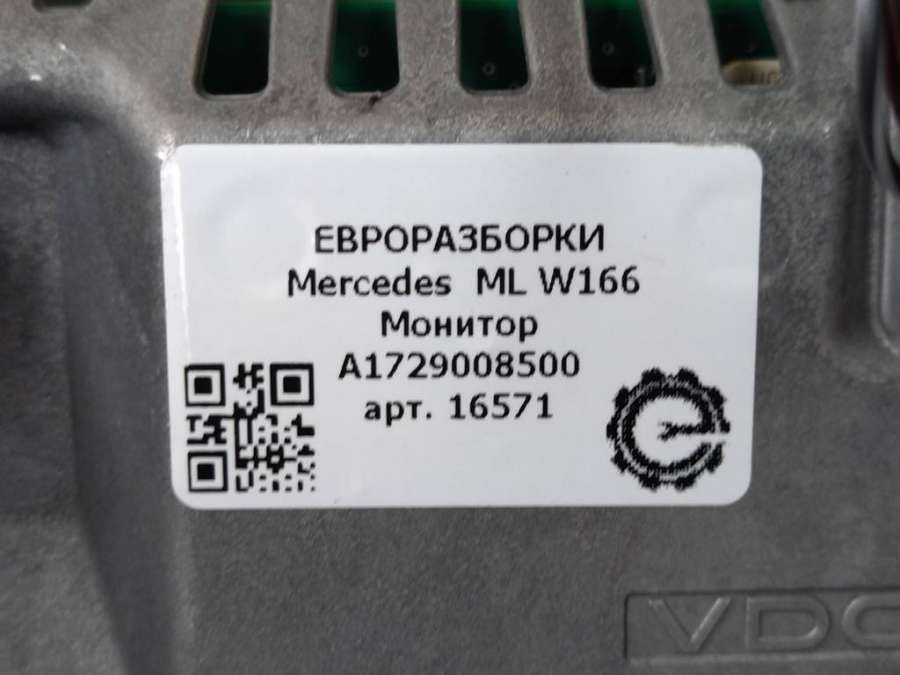 ЕВРОРАЗБОРКИ
Mercedes ML W166
Монитор
A1729008500
арт. 16571
VDO